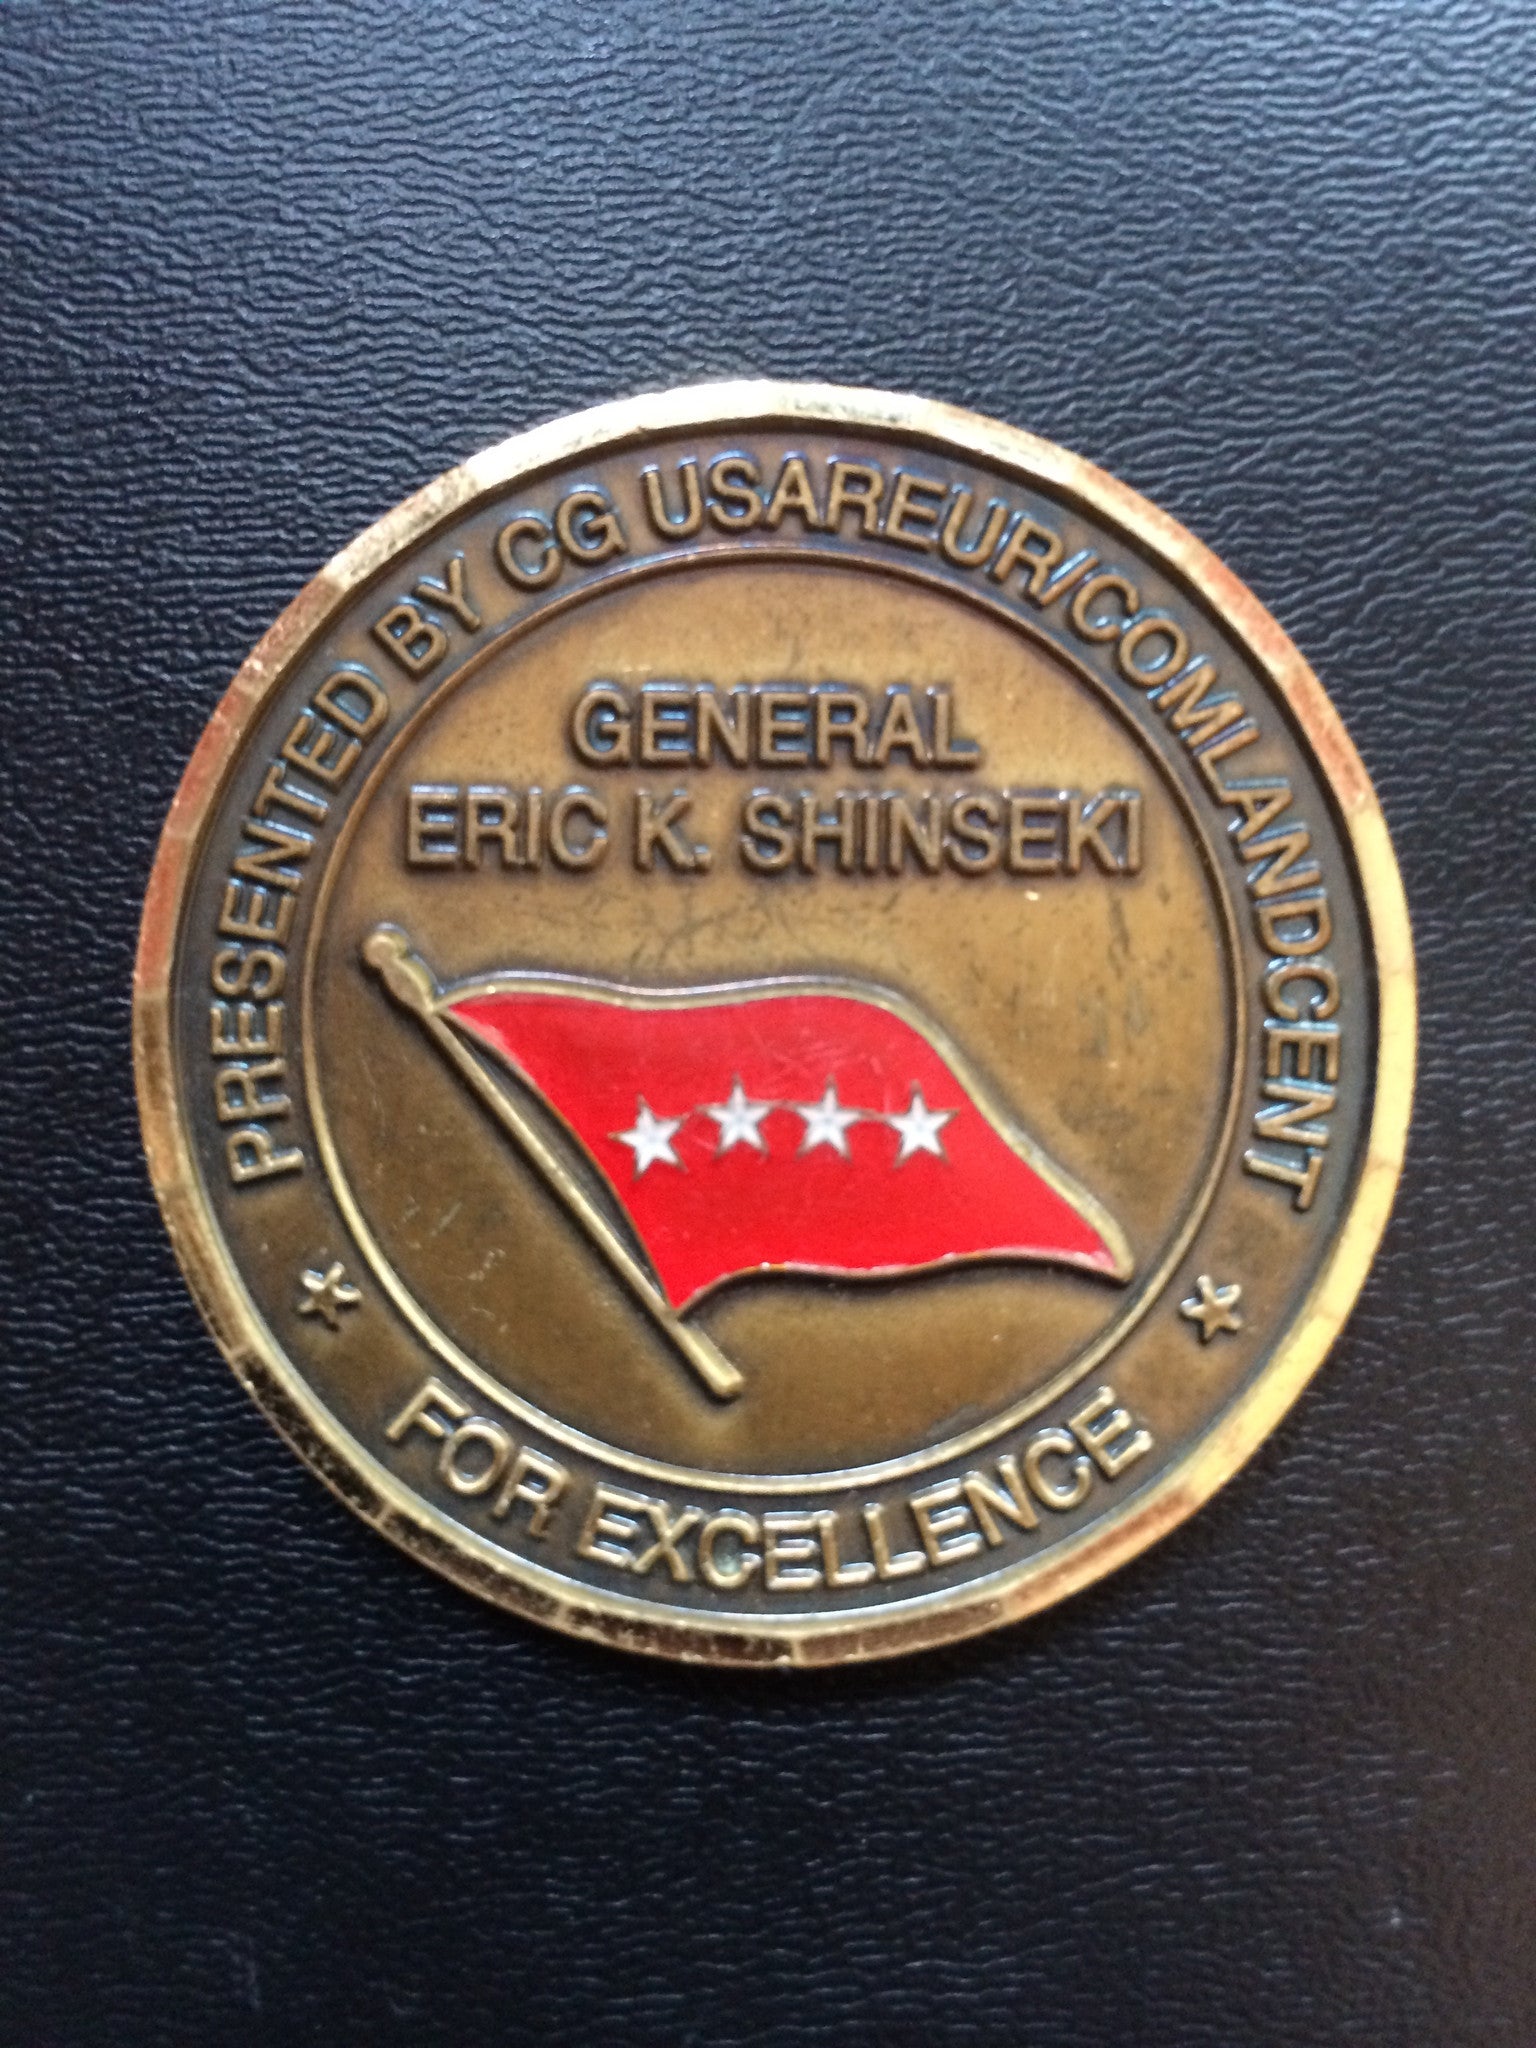 PRESENTED BY CG USAREUR/COMLANDCENT
GENERAL
ERIC K. SHINSEKI
FOR EXCELLENCE